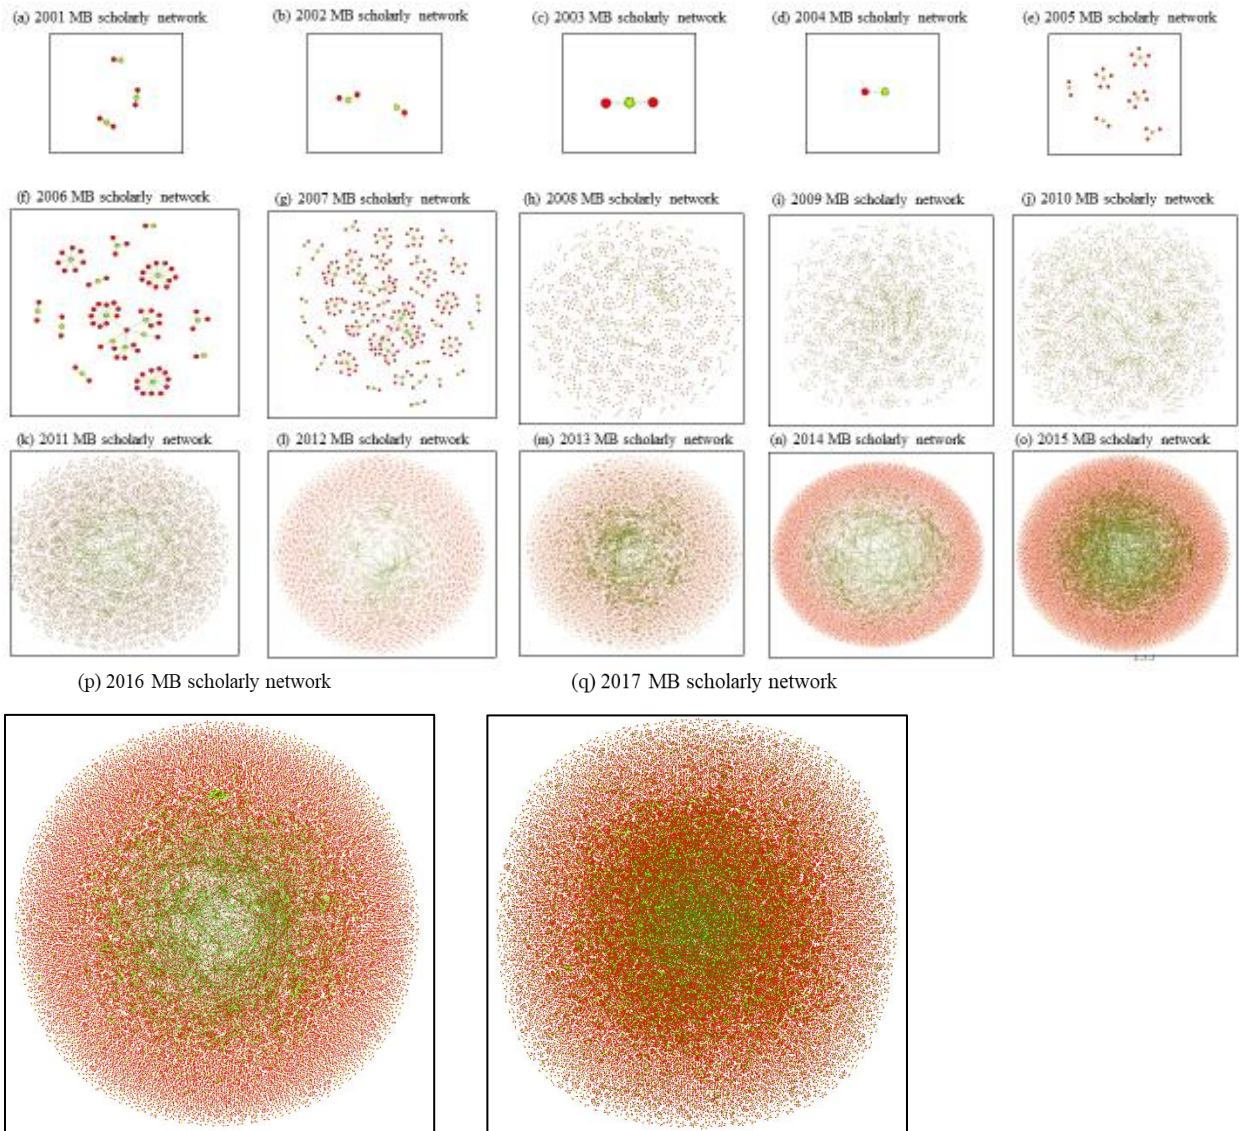 (a) 2001 MB scholarly network
(b) 2002 MB scholarly network
(c) 2003 MB scholarly network
(d) 2004 MB scholarly network
(e) 2005 MB scholarly network
(f) 2006 MB scholarly network
(g) 2007 MB scholarly network
(h) 2008 MB scholarly network
(i) 2009 MB scholarly network
(j) 2010 MB scholarly network
(k) 2011 MB scholarly network
(l) 2012 MB scholarly network
(m) 2013 MB scholarly network
(n) 2014 MB scholarly network
(o) 2015 MB scholarly network
(p) 2016 MB scholarly network
(q) 2017 MB scholarly network